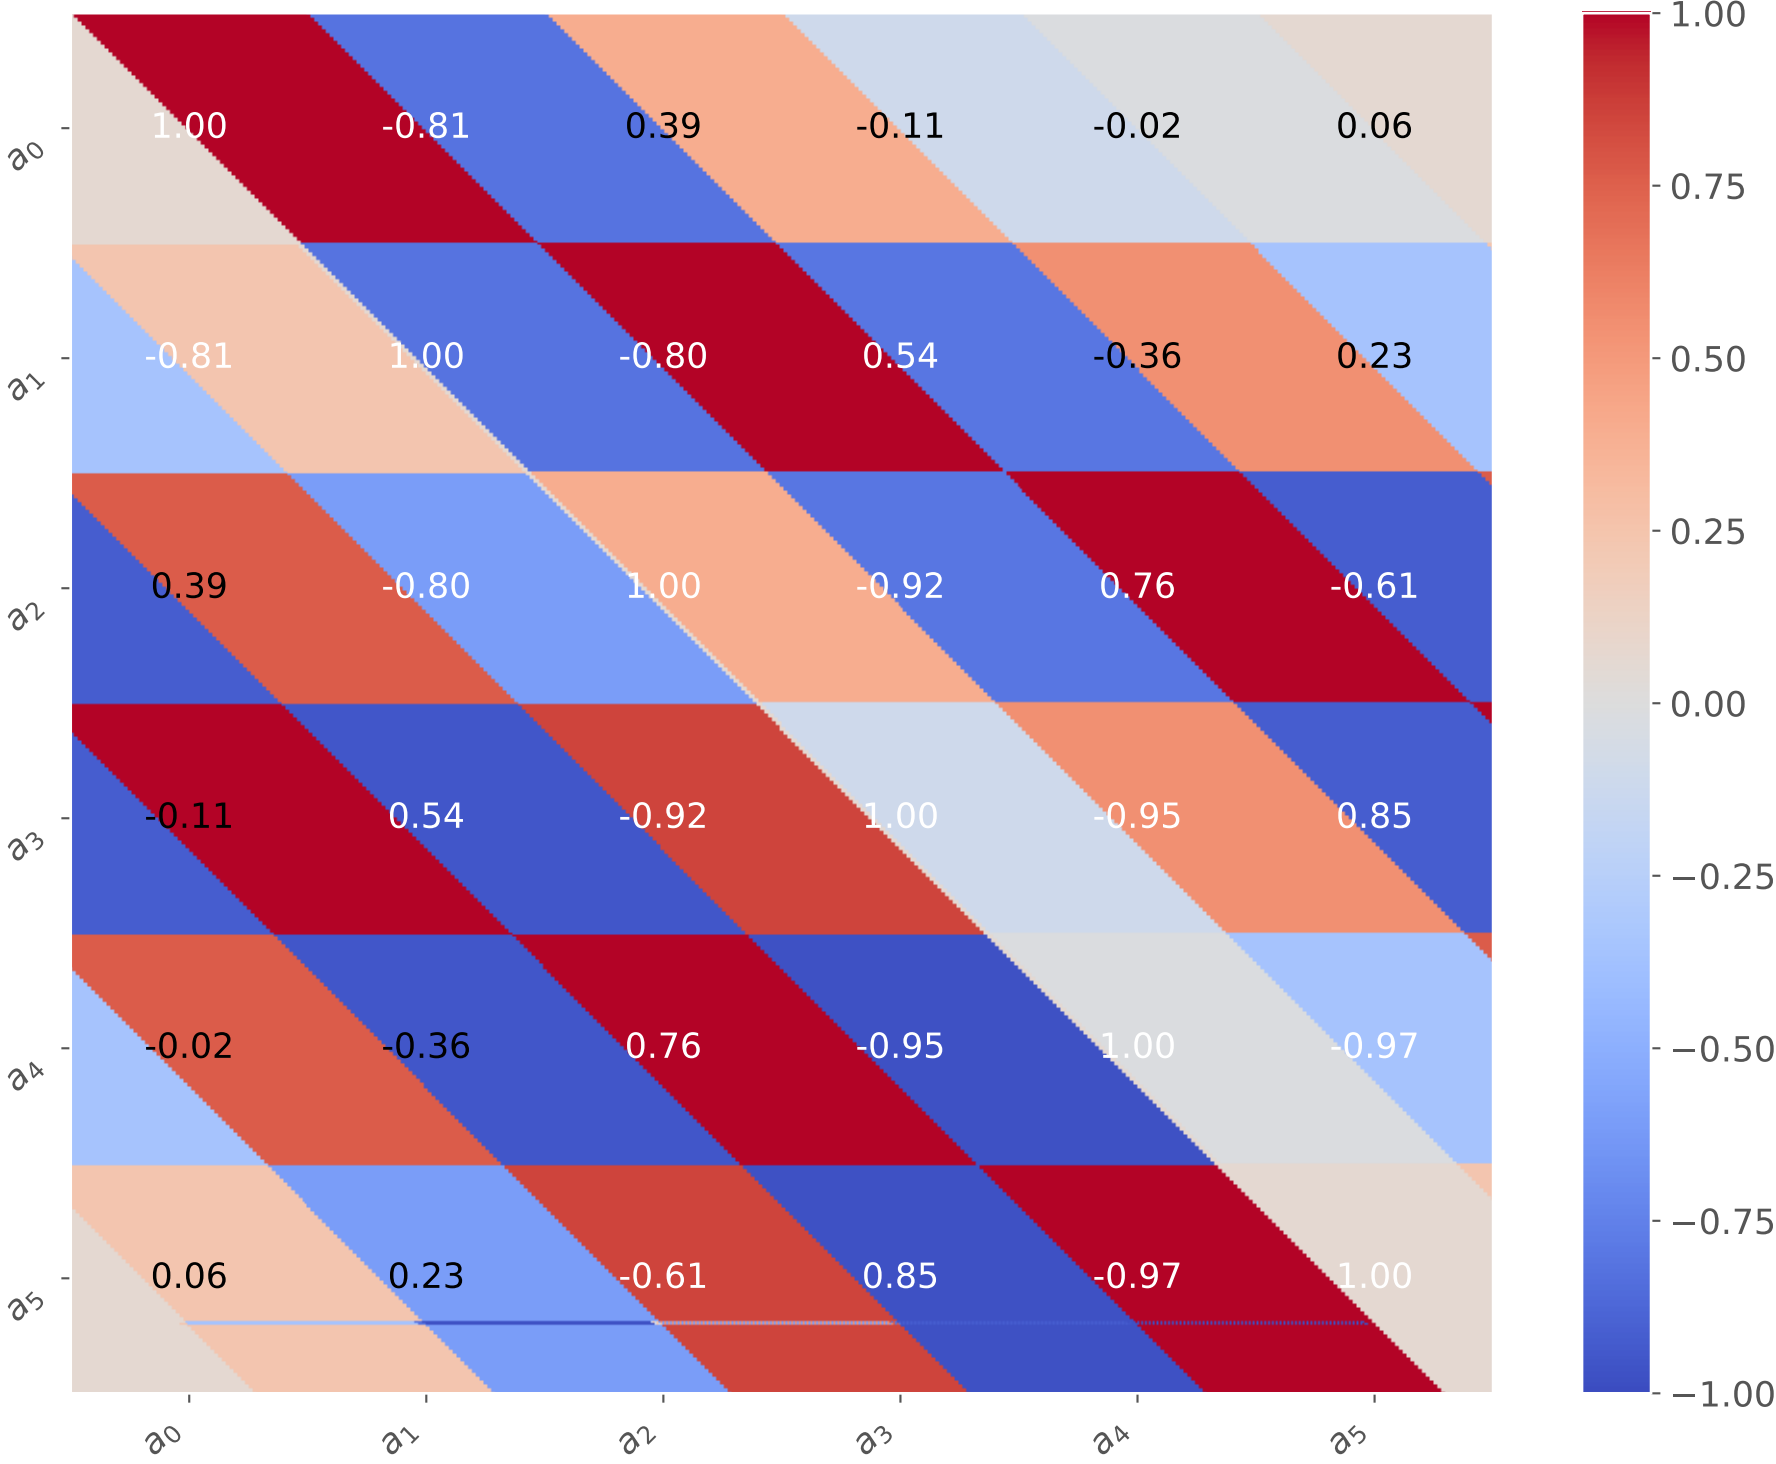 1.00
a0 1.00 -0.81 0.39 -0.11 -0.02 0.06
0.75
a1 -0.81 1.00 -0.80 0.54 -0.36 0.23
0.50
0.25
a2 0.39 -0.80 1.00 -0.92 0.76 -0.61
0.00
a3 -0.11 0.54 -0.92 1.00 -0.95 0.85
−0.25
a4 -0.02 -0.36 0.76 -0.95 1.00 -0.97
−0.50
−0.75
a5 0.06 0.23 -0.61 0.85 -0.97 1.00
−1.00
a0 a1 a2 a3 a4 a5